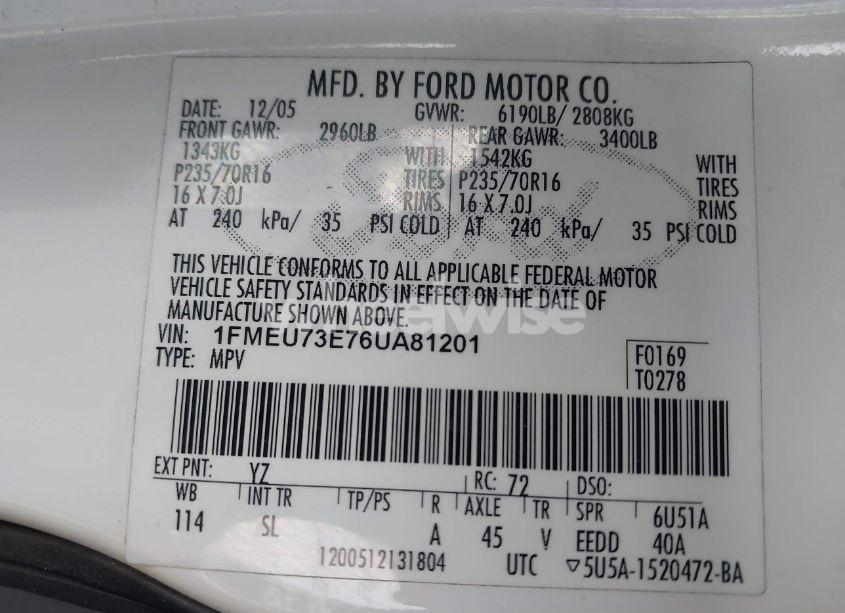 MFD. BY FORD MOTOR CO.
DATE: 12/05 GVWR: 6190LB/ 2808KG
FRONT GAWR: 2960LB REAR GAWR: 3400LB
1343KG WITH 1542KG WITH
P235/70R16 TIRES P235/70R16 TIRES
16 X 7.0J RIMS 16 X 7.0J RIMS
AT 240 kPa/ 35 PSI COLD AT 240 kPa/ 35 PSI COLD
THIS VEHICLE CONFORMS TO ALL APPLICABLE FEDERAL MOTOR
VEHICLE SAFETY STANDARDS IN EFFECT ON THE DATE OF
MANUFACTURE SHOWN ABOVE.
VIN: 1FMEU73E76UA81201
TYPE: MPV
F0169
T0278
EXT PNT: YZ RC: 72 DSO:
WB INT TR TP/PS R AXLE TR SPR 6U51A
114 SL A 45 V EEDD 40A
1200512131804 UTC ▽5U5A-1520472-BA
Ford